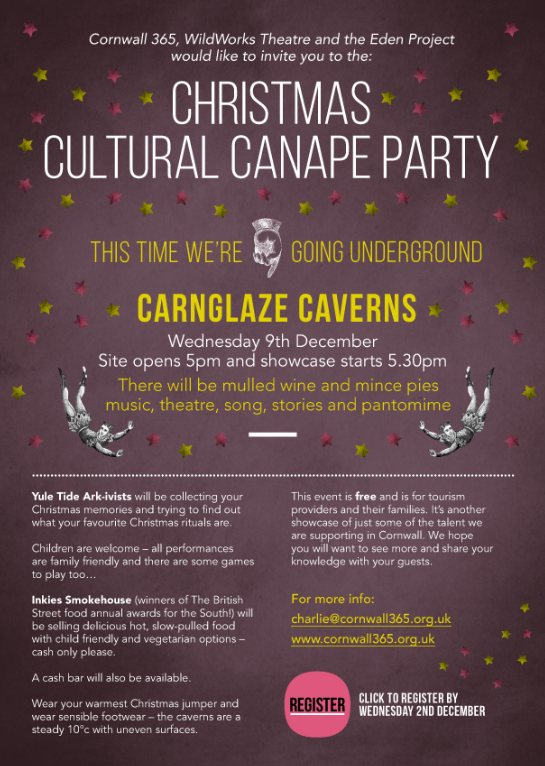 Cornwall 365, WildWorks Theatre and the Eden Project
would like to invite you to the:
CHRISTMAS
CULTURAL CANAPE PARTY
THIS TIME WE'RE GOING UNDERGROUND
CARNGLAZE CAVERNS
Wednesday 9th December
Site opens 5pm and showcase starts 5.30pm
There will be mulled wine and mince pies
music, theatre, song, stories and pantomime
Yule Tide Ark-ivists will be collecting your
Christmas memories and trying to find out
what your favourite Christmas rituals are.
Children are welcome – all performances
are family friendly and there are some games
to play too…
Inkies Smokehouse (winners of The British
Street food annual awards for the South!) will
be selling delicious hot, slow-pulled food
with child friendly and vegetarian options –
cash only please.
A cash bar will also be available.
Wear your warmest Christmas jumper and
wear sensible footwear – the caverns are a
steady 10°c with uneven surfaces.
This event is free and is for tourism
providers and their families. It's another
showcase of just some of the talent we
are supporting in Cornwall. We hope
you will want to see more and share your
knowledge with your guests.
For more info:
charlie@cornwall365.org.uk
www.cornwall365.org.uk
REGISTER
CLICK TO REGISTER BY
WEDNESDAY 2ND DECEMBER